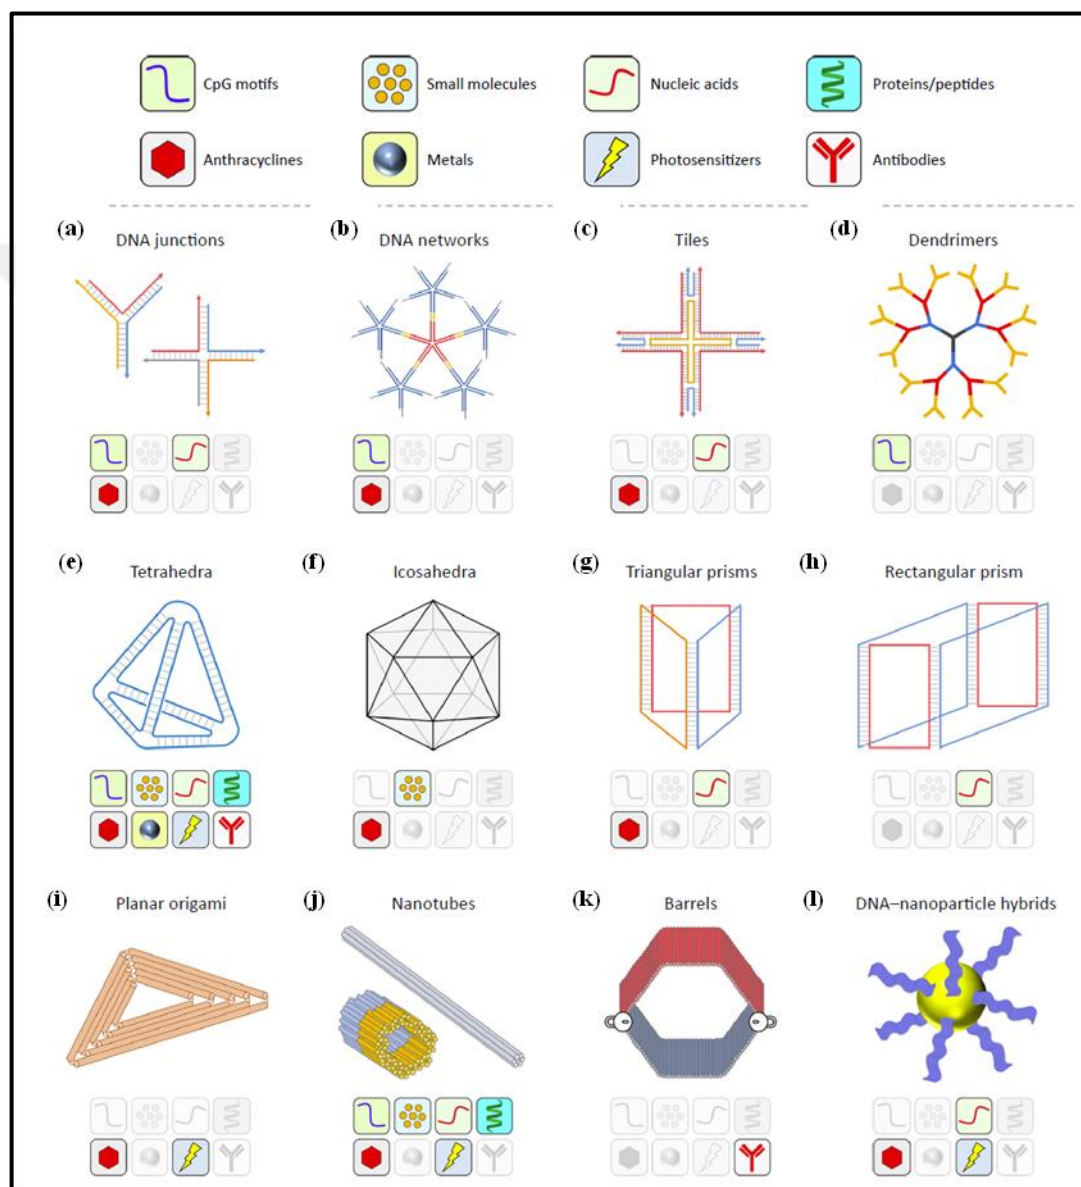 CpG motifs
Small molecules
Nucleic acids
Proteins/peptides
Anthracyclines
Metals
Photosensitizers
Antibodies
(a)
DNA junctions
(b)
DNA networks
(c)
Tiles
(d)
Dendrimers
(e)
Tetrahedra
(f)
Icosahedra
(g)
Triangular prisms
(h)
Rectangular prism
(i)
Planar origami
(j)
Nanotubes
(k)
Barrels
(l)
DNA–nanoparticle hybrids